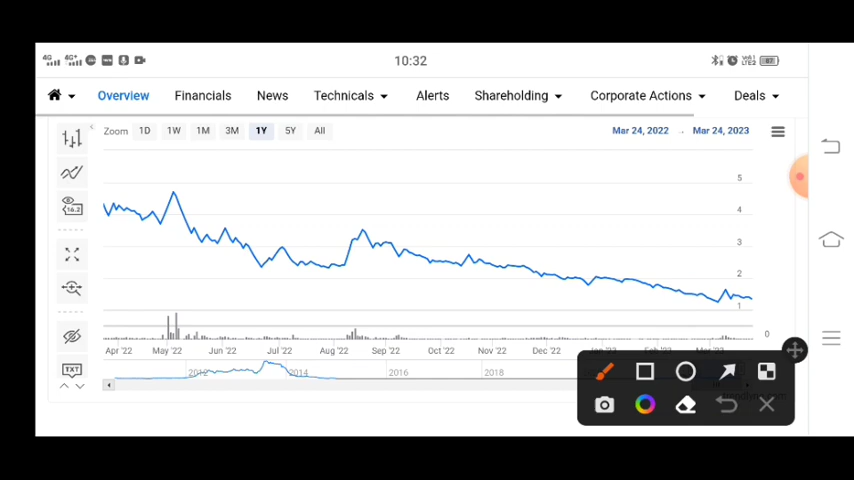 10:32
Overview Financials News Technicals Alerts Shareholding Corporate Actions Deals
Zoom 1D 1W 1M 3M 1Y 5Y All Mar 24, 2022 → Mar 24, 2023
5
4
3
2
1
0
Apr '22 May '22 Jun '22 Jul '22 Aug '22 Sep '22 Oct '22 Nov '22 Dec '22
2012 2014 2016 2018
TXT